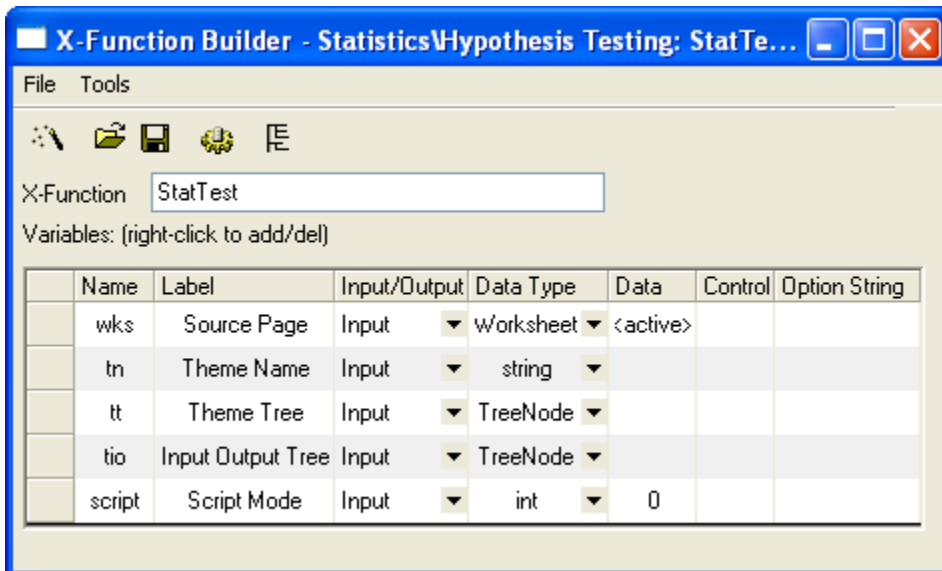 X-Function Builder - Statistics\Hypothesis Testing: StatTe...
File Tools
X-Function StatTest
Variables: (right-click to add/del)
Name Label Input/Output Data Type Data Control Option String
wks Source Page Input Worksheet <active>
tn Theme Name Input string
tt Theme Tree Input TreeNode
tio Input Output Tree Input TreeNode
script Script Mode Input int 0